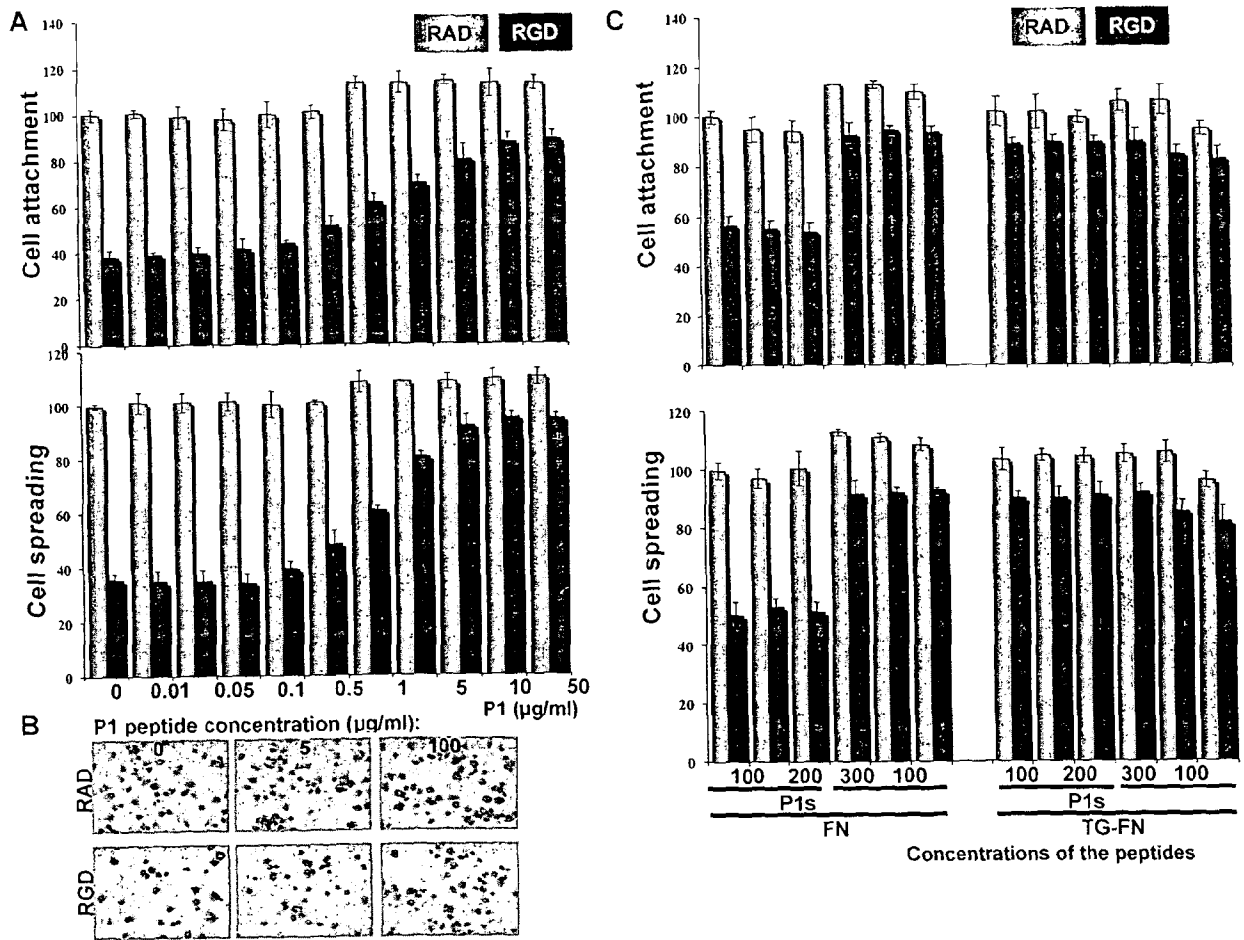 A
RAD RGD
Cell attachment
140
120
100
80
60
40
20
0
Cell spreading
120
100
80
60
40
20
0
0 0.01 0.05 0.1 0.5 1 5 10 50
P1 (µg/ml)
B
P1 peptide concentration (µg/ml):
0 5 100
RAD
RGD
C
RAD RGD
Cell attachment
140
120
100
80
60
40
20
0
Cell spreading
120
100
80
60
40
20
0
100 200 300 100 100 200 300 100
P1s P1s
FN TG-FN
Concentrations of the peptides